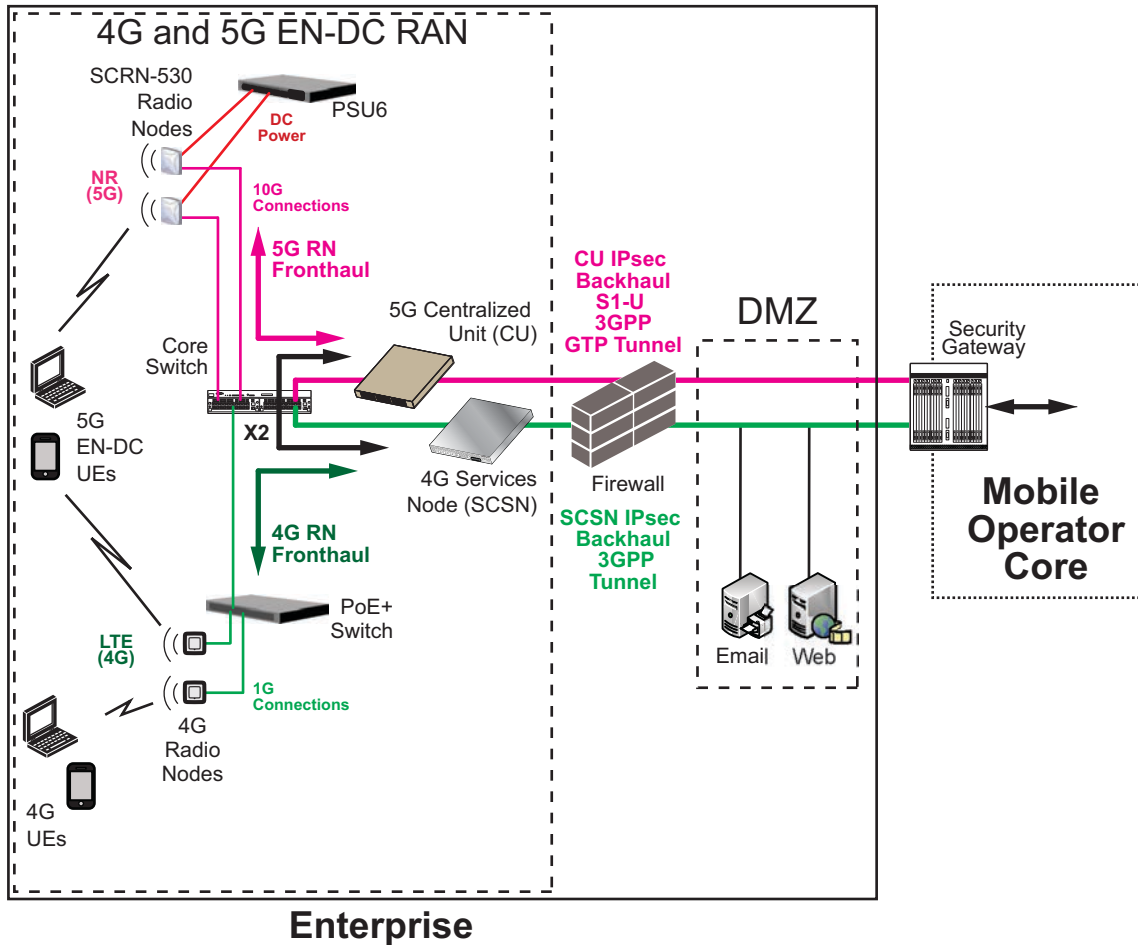 4G and 5G EN-DC RAN
SCRN-530
Radio
Nodes
PSU6
DC
Power
NR
(5G)
10G
Connections
5G RN
Fronthaul
CU IPsec
Backhaul
S1-U
3GPP
GTP Tunnel
5G Centralized
Unit (CU)
DMZ
Security
Gateway
Core
Switch
X2
5G
EN-DC
UEs
4G Services
Node (SCSN)
Firewall
Mobile
Operator
Core
4G RN
Fronthaul
SCSN IPsec
Backhaul
3GPP
Tunnel
PoE+
Switch
LTE
(4G)
Email
Web
1G
Connections
4G
Radio
Nodes
4G
UEs
Enterprise